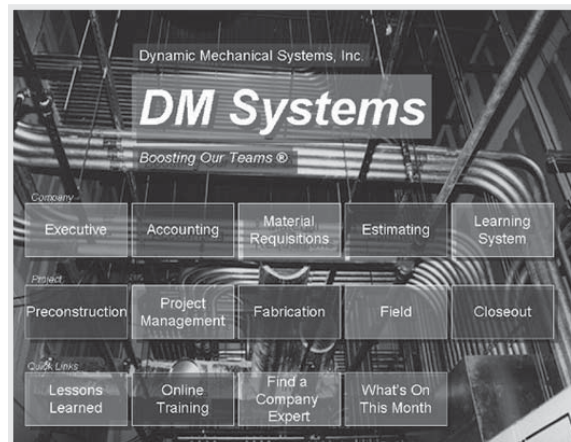 Dynamic Mechanical Systems, Inc.
DM Systems
Boosting Our Teams ®
Company
Executive
Accounting
Material
Requisitions
Estimating
Learning
System
Project
Preconstruction
Project
Management
Fabrication
Field
Closeout
Quick Links
Lessons
Learned
Online
Training
Find a
Company
Expert
What's On
This Month